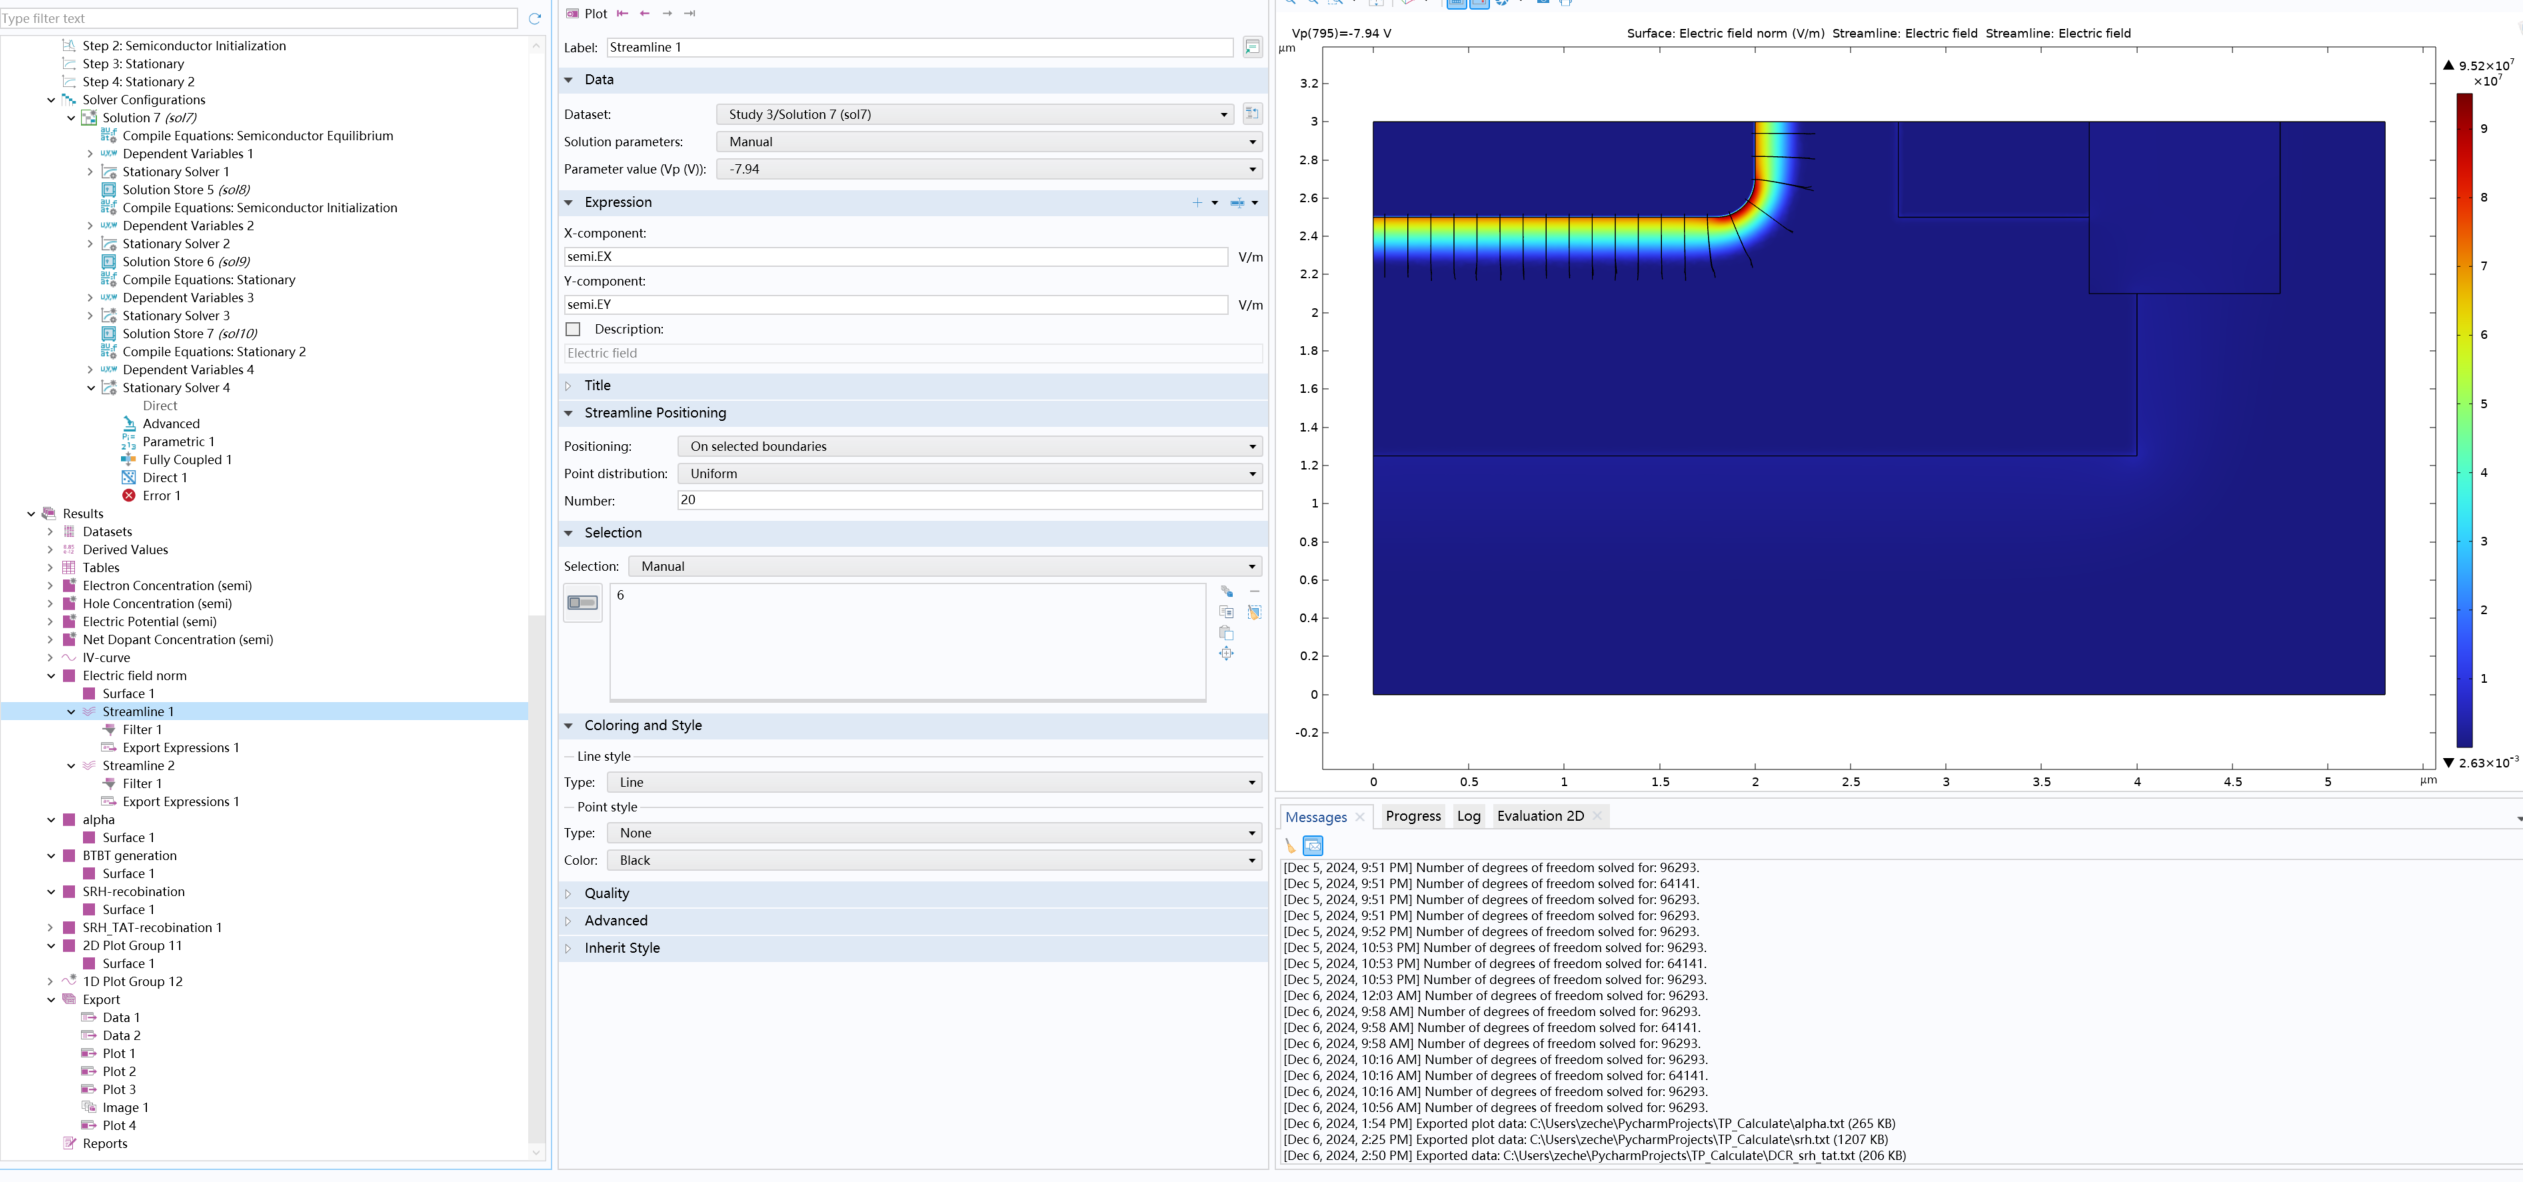 Type filter text
Step 2: Semiconductor Initialization
Step 3: Stationary
Step 4: Stationary 2
Solver Configurations
Solution 7 (sol7)
Compile Equations: Semiconductor Equilibrium
Dependent Variables 1
Stationary Solver 1
Solution Store 5 (sol8)
Compile Equations: Semiconductor Initialization
Dependent Variables 2
Stationary Solver 2
Solution Store 6 (sol9)
Compile Equations: Stationary
Dependent Variables 3
Stationary Solver 3
Solution Store 7 (sol10)
Compile Equations: Stationary 2
Dependent Variables 4
Stationary Solver 4
Direct
Advanced
Parametric 1
Fully Coupled 1
Direct 1
Error 1
Results
Datasets
Derived Values
Tables
Electron Concentration (semi)
Hole Concentration (semi)
Electric Potential (semi)
Net Dopant Concentration (semi)
IV-curve
Electric field norm
Surface 1
Streamline 1
Filter 1
Export Expressions 1
Streamline 2
Filter 1
Export Expressions 1
alpha
Surface 1
BTBT generation
Surface 1
SRH-recobination
Surface 1
SRH_TAT-recobination 1
2D Plot Group 11
Surface 1
1D Plot Group 12
Export
Data 1
Data 2
Plot 1
Plot 2
Plot 3
Image 1
Plot 4
Reports
Plot
Label: Streamline 1
Data
Dataset: Study 3/Solution 7 (sol7)
Solution parameters: Manual
Parameter value (Vp (V)): -7.94
Expression
X-component:
semi.EX V/m
Y-component:
semi.EY V/m
Description:
Electric field
Title
Streamline Positioning
Positioning: On selected boundaries
Point distribution: Uniform
Number: 20
Selection
Selection: Manual
6
Coloring and Style
Line style
Type: Line
Point style
Type: None
Color: Black
Quality
Advanced
Inherit Style
Vp(795)=-7.94 V Surface: Electric field norm (V/m) Streamline: Electric field Streamline: Electric field
µm
3.2
3
2.8
2.6
2.4
2.2
2
1.8
1.6
1.4
1.2
1
0.8
0.6
0.4
0.2
0
-0.2
0 0.5 1 1.5 2 2.5 3 3.5 4 4.5 5 µm
▲ 9.52×10⁷
×10⁷
9
8
7
6
5
4
3
2
1
▼ 2.63×10⁻³
Messages Progress Log Evaluation 2D
[Dec 5, 2024, 9:51 PM] Number of degrees of freedom solved for: 96293.
[Dec 5, 2024, 9:51 PM] Number of degrees of freedom solved for: 64141.
[Dec 5, 2024, 9:51 PM] Number of degrees of freedom solved for: 96293.
[Dec 5, 2024, 9:51 PM] Number of degrees of freedom solved for: 96293.
[Dec 5, 2024, 9:52 PM] Number of degrees of freedom solved for: 96293.
[Dec 5, 2024, 10:53 PM] Number of degrees of freedom solved for: 96293.
[Dec 5, 2024, 10:53 PM] Number of degrees of freedom solved for: 64141.
[Dec 5, 2024, 10:53 PM] Number of degrees of freedom solved for: 96293.
[Dec 6, 2024, 12:03 AM] Number of degrees of freedom solved for: 96293.
[Dec 6, 2024, 9:58 AM] Number of degrees of freedom solved for: 96293.
[Dec 6, 2024, 9:58 AM] Number of degrees of freedom solved for: 64141.
[Dec 6, 2024, 9:58 AM] Number of degrees of freedom solved for: 96293.
[Dec 6, 2024, 10:16 AM] Number of degrees of freedom solved for: 96293.
[Dec 6, 2024, 10:16 AM] Number of degrees of freedom solved for: 64141.
[Dec 6, 2024, 10:16 AM] Number of degrees of freedom solved for: 96293.
[Dec 6, 2024, 10:56 AM] Number of degrees of freedom solved for: 96293.
[Dec 6, 2024, 1:54 PM] Exported plot data: C:\Users\zeche\PycharmProjects\TP_Calculate\alpha.txt (265 KB)
[Dec 6, 2024, 2:25 PM] Exported plot data: C:\Users\zeche\PycharmProjects\TP_Calculate\srh.txt (1207 KB)
[Dec 6, 2024, 2:50 PM] Exported data: C:\Users\zeche\PycharmProjects\TP_Calculate\DCR_srh_tat.txt (206 KB)